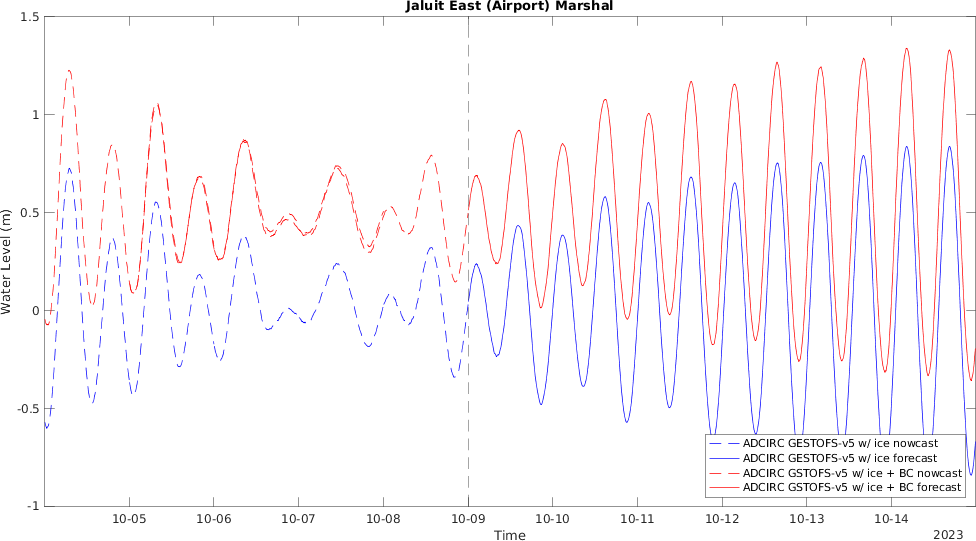 Jaluit East (Airport) Marshal
Water Level (m)
1.5
1
0.5
0
-0.5
-1
ADCIRC GESTOFS-v5 w/ ice nowcast
ADCIRC GESTOFS-v5 w/ ice forecast
ADCIRC GSTOFS-v5 w/ ice + BC nowcast
ADCIRC GSTOFS-v5 w/ ice + BC forecast
10-05 10-06 10-07 10-08 10-09 10-10 10-11 10-12 10-13 10-14
Time
2023